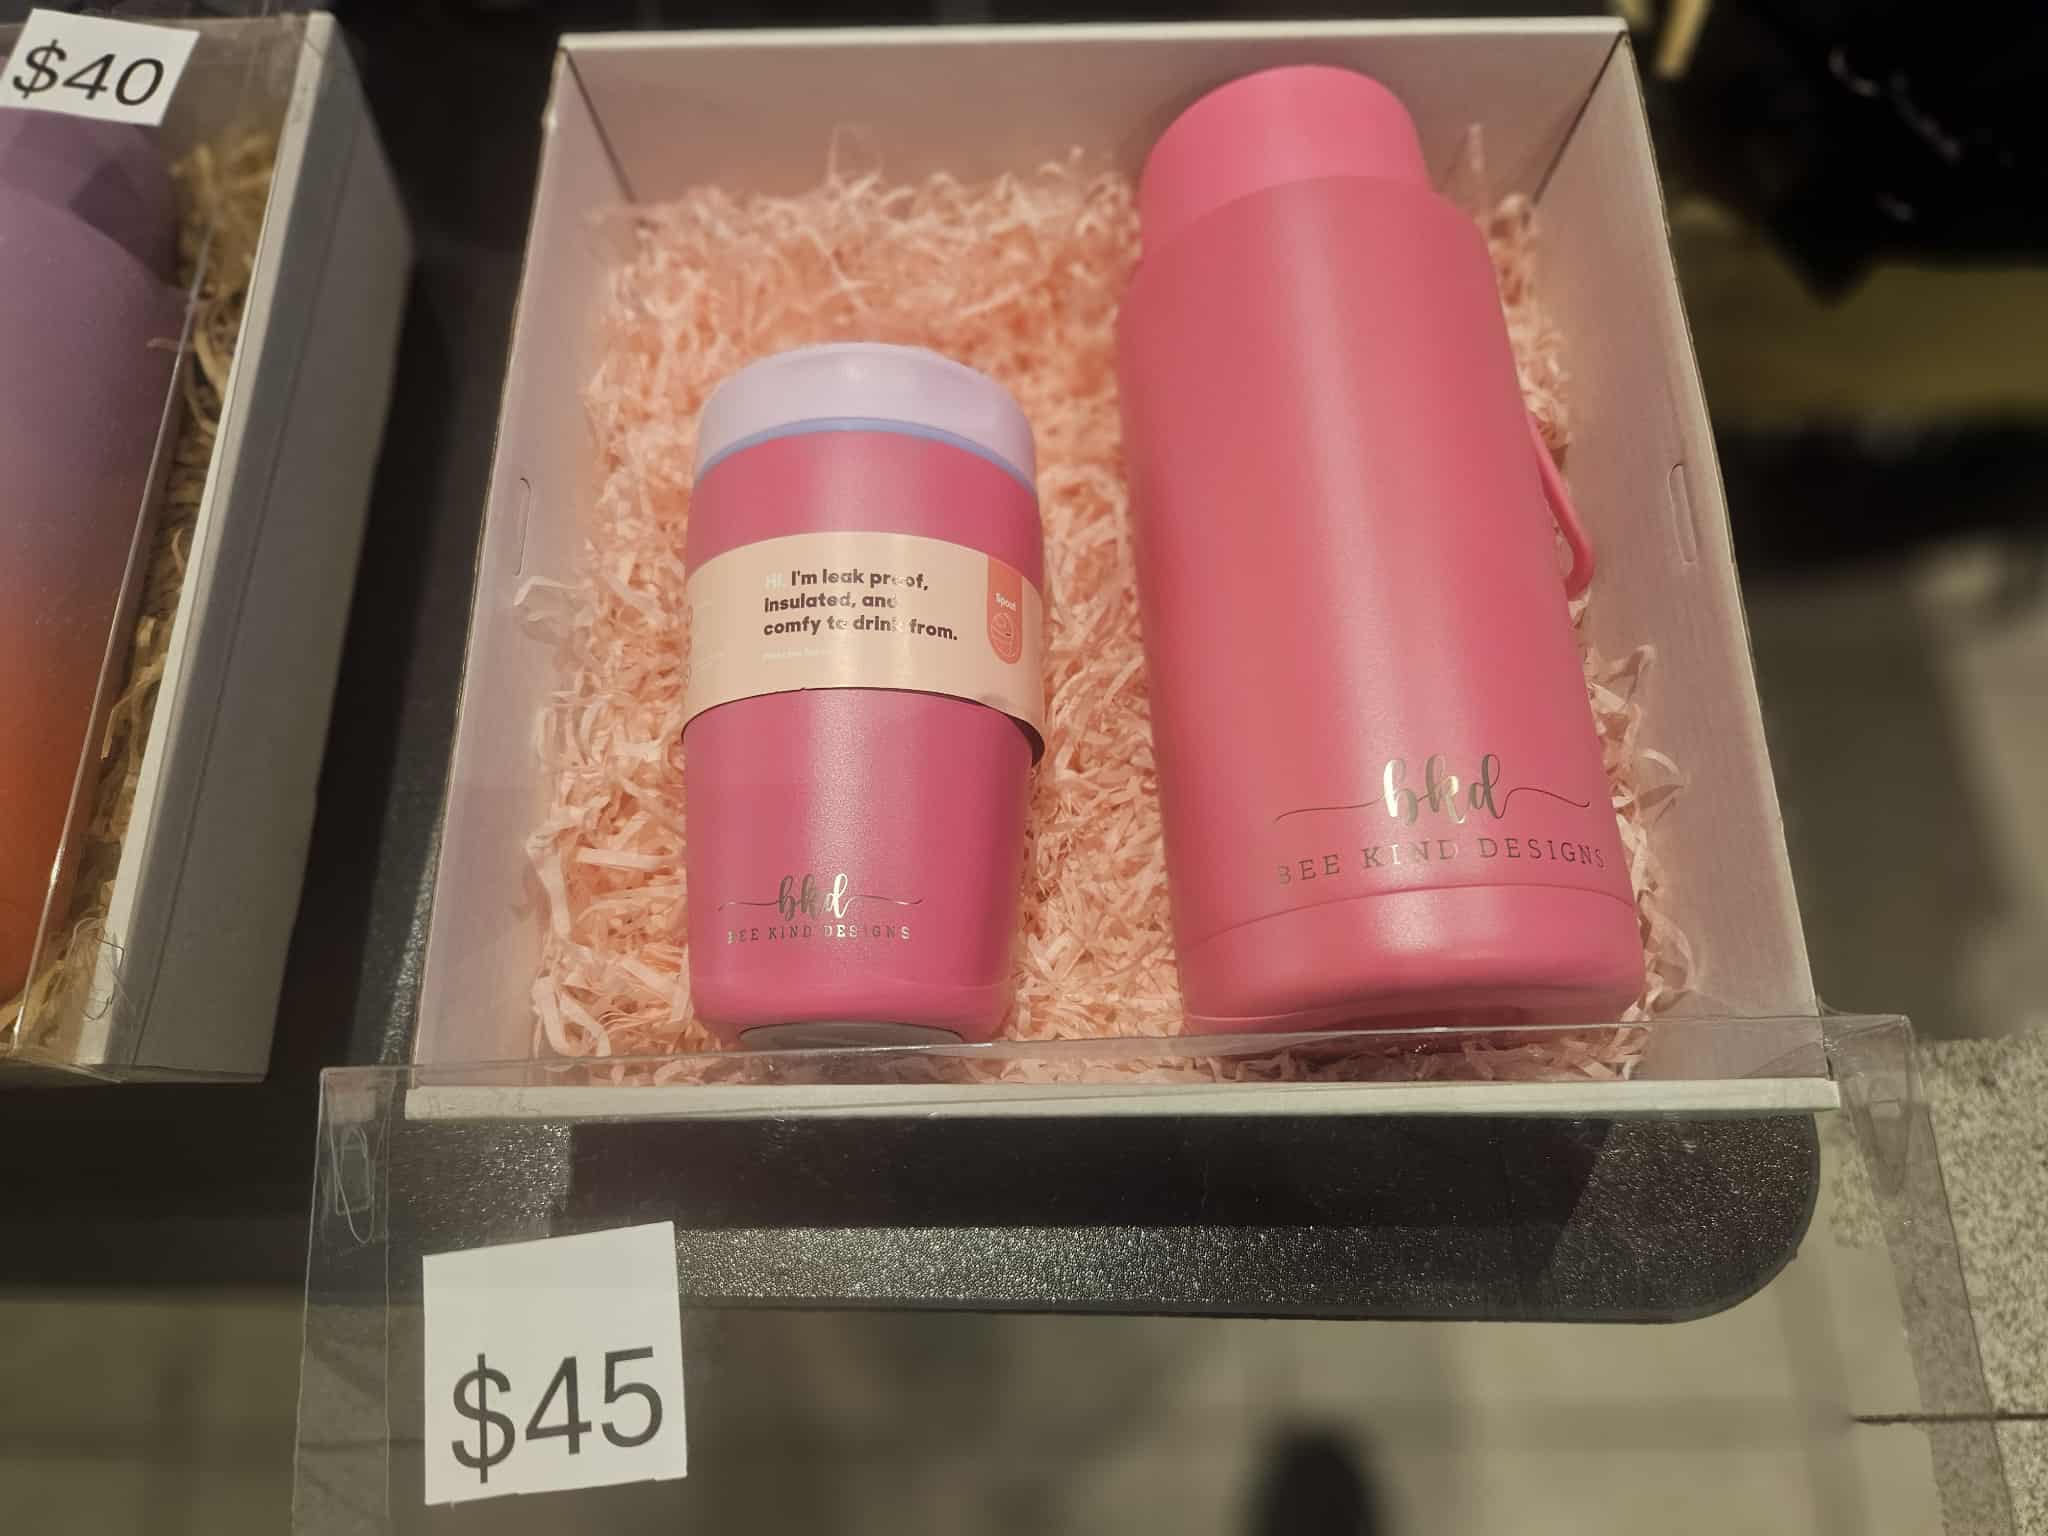 $40
Hi, I'm leak proof,
insulated, and
comfy to drink from.
Spout
bkd
BEE KIND DESIGNS
bkd
BEE KIND DESIGNS
$45